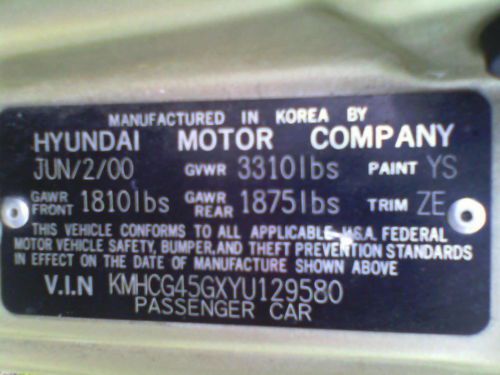 MANUFACTURED IN KOREA BY
HYUNDAI MOTOR COMPANY
JUN/2/00 GVWR 3310lbs PAINT YS
GAWR FRONT 1810lbs GAWR REAR 1875lbs TRIM ZE
THIS VEHICLE CONFORMS TO ALL APPLICABLE U.S.A. FEDERAL
MOTOR VEHICLE SAFETY, BUMPER, AND THEFT PREVENTION STANDARDS
IN EFFECT ON THE DATE OF MANUFACTURE SHOWN ABOVE
V.I.N KMHCG45GXYU129580
PASSENGER CAR